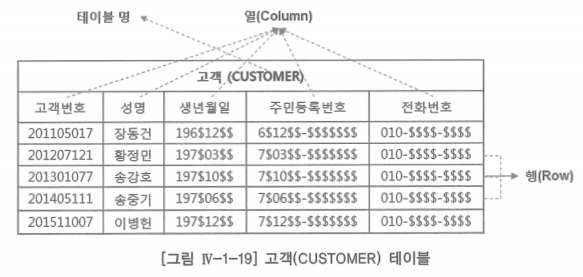 테이블 명 열(Column)
고객 (CUSTOMER)
고객번호 성명 생년월일 주민등록번호 전화번호
201105017 장동건 196$12$$ 6$12$$-$$$$$$$ 010-$$$$-$$$$
201207121 황정민 197$03$$ 7$03$$-$$$$$$$ 010-$$$$-$$$$
201301077 송강호 197$10$$ 7$10$$-$$$$$$$ 010-$$$$-$$$$
행(Row)
201405111 송중기 197$06$$ 7$06$$-$$$$$$$ 010-$$$$-$$$$
201511007 이병헌 197$12$$ 7$12$$-$$$$$$$ 010-$$$$-$$$$
[그림 Ⅳ-1-19] 고객(CUSTOMER) 테이블